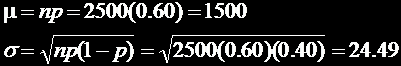 μ = np = 2500(0.60) = 1500
σ = √np(1 − p) = √2500(0.60)(0.40) = 24.49